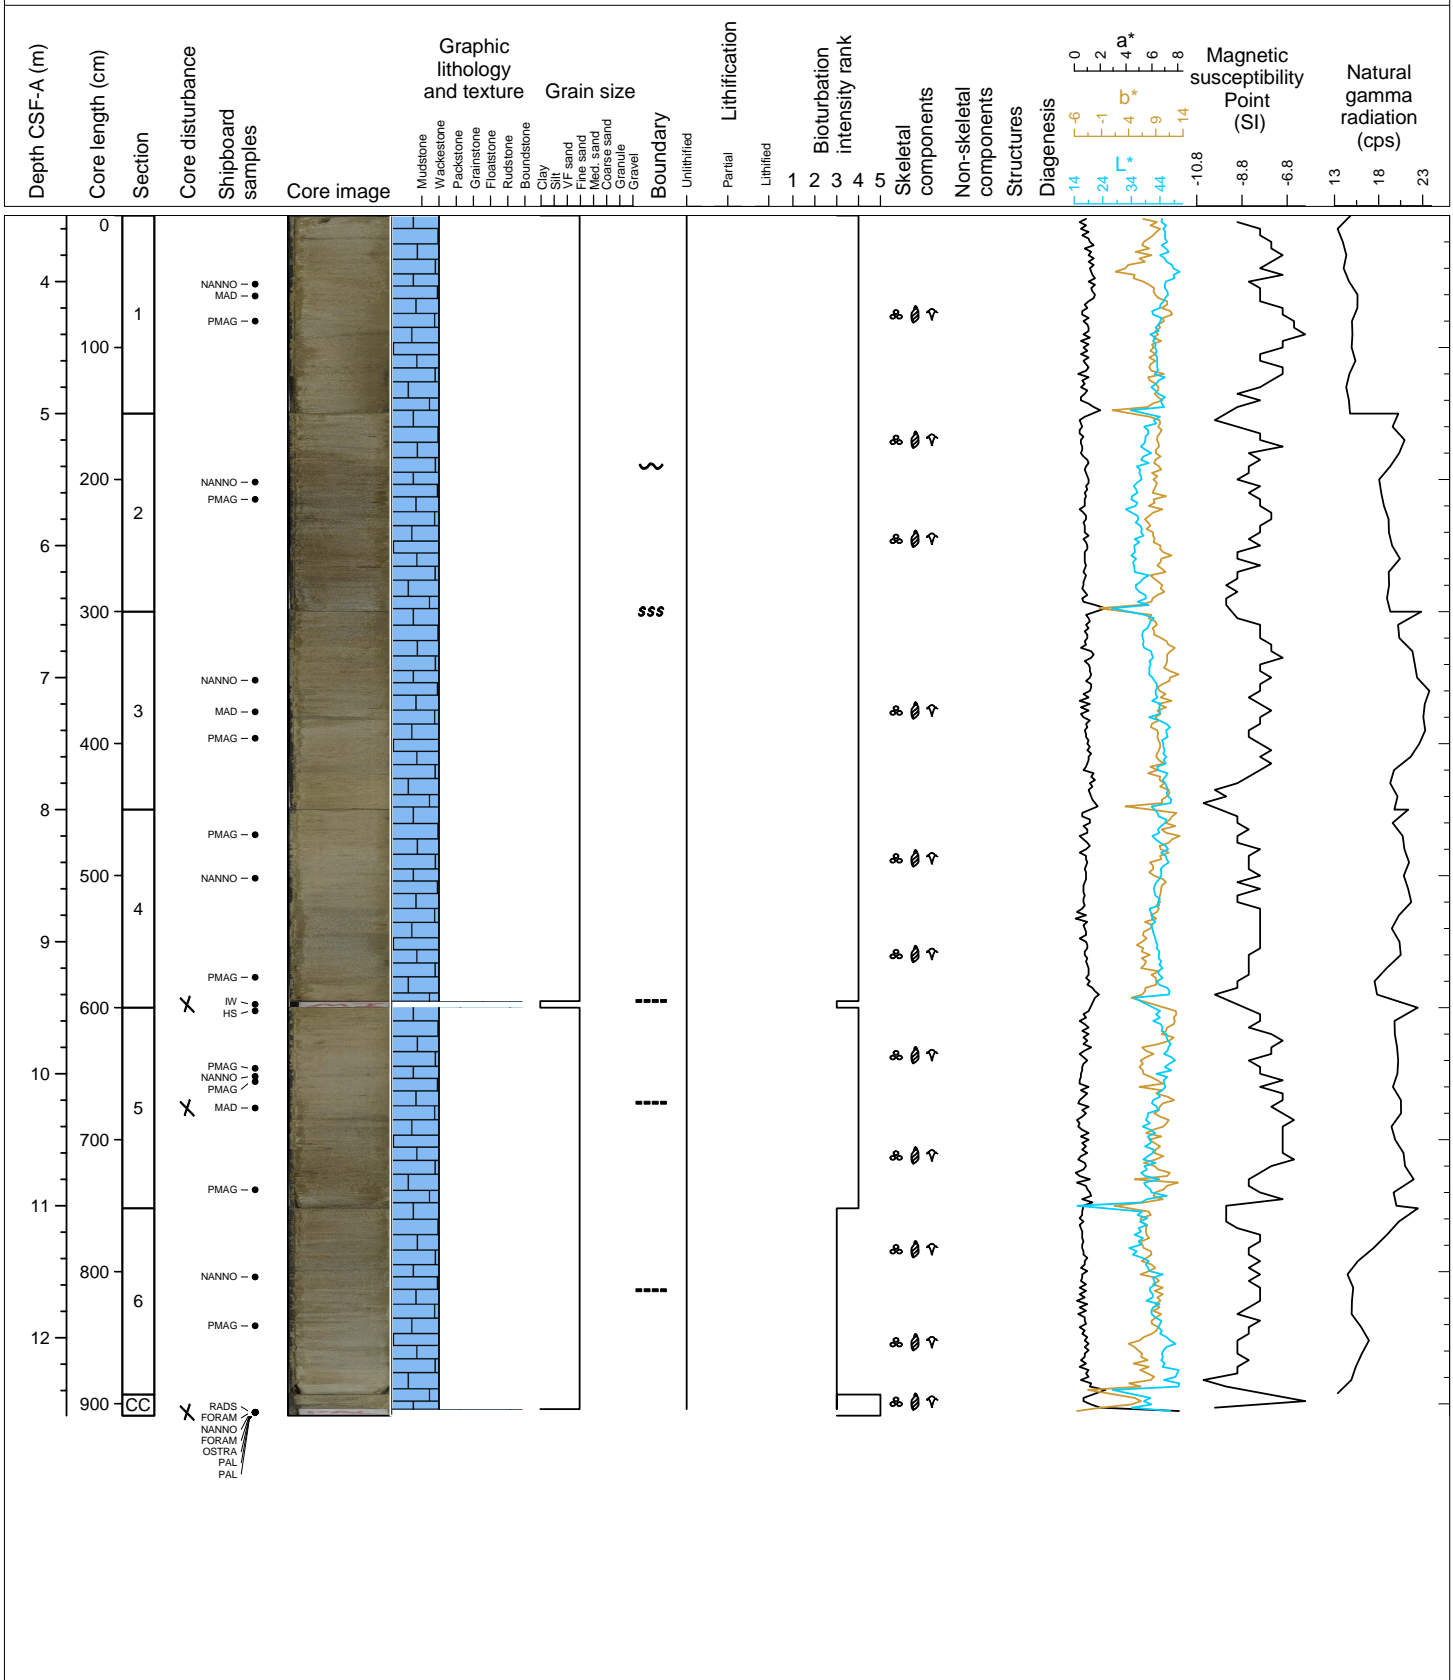 Depth CSF-A (m)
Core length (cm)
Section
Core disturbance
Shipboard
samples
Core image
Graphic
lithology
and texture
Mudstone
Wackestone
Packstone
Grainstone
Floatstone
Rudstone
Boundstone
Grain size
Clay
Silt
VF sand
Fine sand
Med. sand
Coarse sand
Granule
Gravel
Boundary
Lithification
Unlithified
Partial
Lithified
Bioturbation
intensity rank
1 2 3 4 5
Skeletal
components
Non-skeletal
components
Structures
Diagenesis
a*
0 2 4 6 8
b*
-6 -1 4 9 14
L*
14 24 34 44
Magnetic
susceptibility
Point
(SI)
-10.8 -8.8 -6.8
Natural
gamma
radiation
(cps)
13 18 23
0
4
NANNO
MAD
1
PMAG
100
5
200
NANNO
2
PMAG
6
300
7
NANNO
3
MAD
PMAG
400
8
PMAG
500
NANNO
4
9
PMAG
IW
600
HS
PMAG
10
NANNO
PMAG
5
MAD
700
PMAG
11
800
NANNO
6
PMAG
12
900
CC
RADS
FORAM
NANNO
FORAM
OSTRA
PAL
PAL